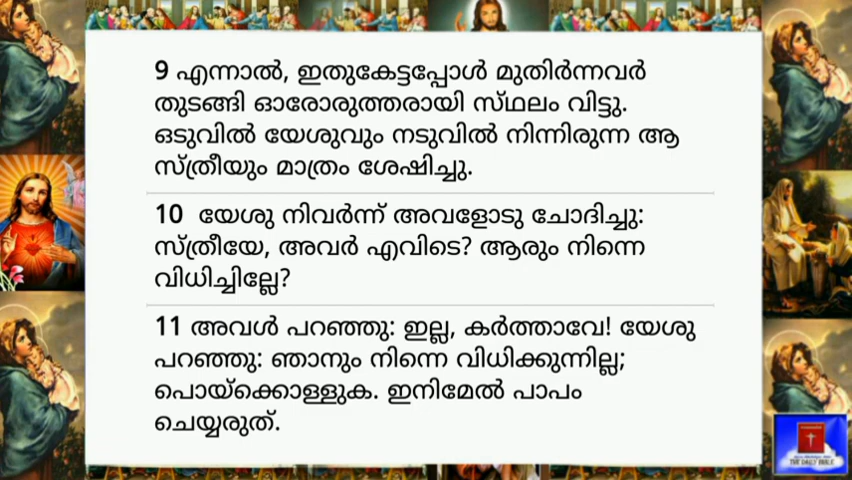 9 എന്നാൽ, ഇതുകേട്ടപ്പോൾ മുതിർന്നവർ
തുടങ്ങി ഓരോരുത്തരായി സ്ഥലം വിട്ടു.
ഒടുവിൽ യേശുവും നടുവിൽ നിന്നിരുന്ന ആ
സ്ത്രീയും മാത്രം ശേഷിച്ചു.
10 യേശു നിവർന്ന് അവളോടു ചോദിച്ചു:
സ്ത്രീയേ, അവർ എവിടെ? ആരും നിന്നെ
വിധിച്ചില്ലേ?
11 അവൾ പറഞ്ഞു: ഇല്ല, കർത്താവേ! യേശു
പറഞ്ഞു: ഞാനും നിന്നെ വിധിക്കുന്നില്ല;
പൊയ്ക്കൊള്ളുക. ഇനിമേൽ പാപം
ചെയ്യരുത്.
THE DAILY BIBLE